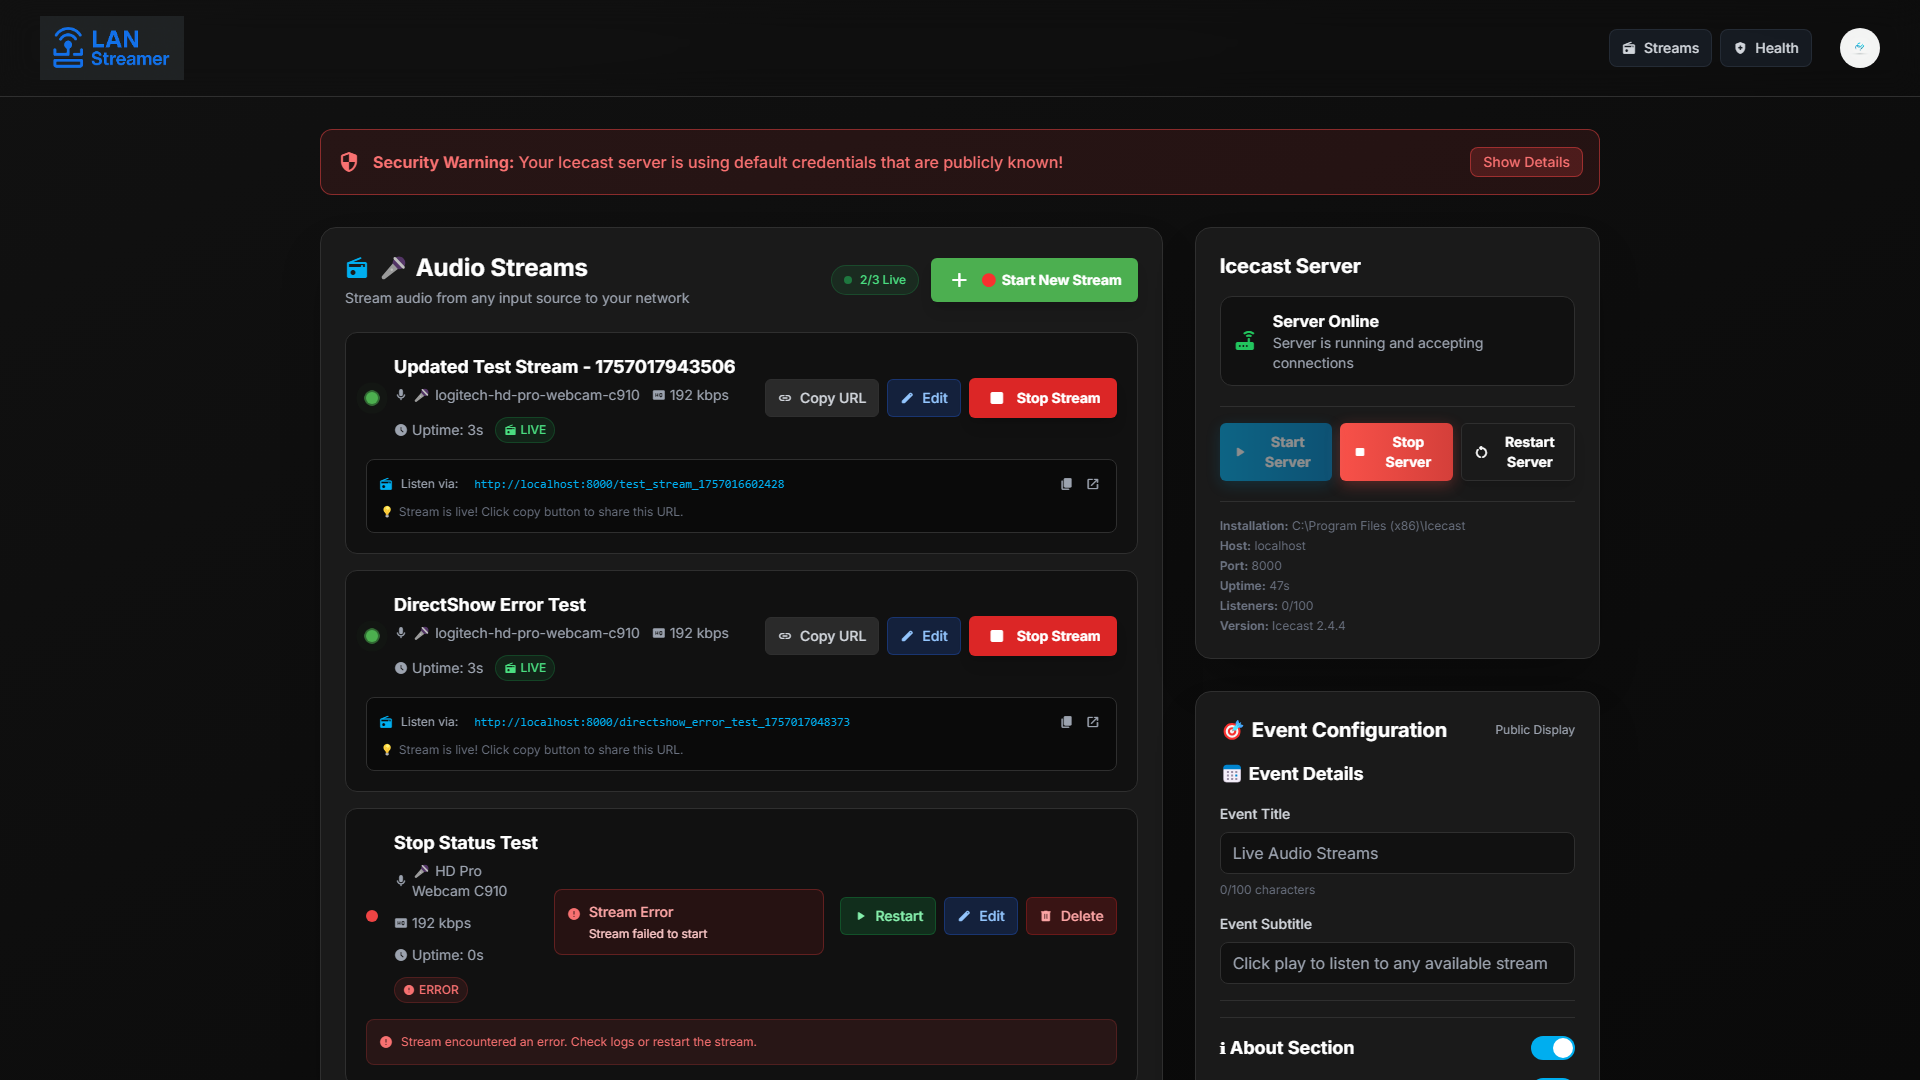 LAN
Streamer
Streams
Health
Security Warning: Your Icecast server is using default credentials that are publicly known!
Show Details
Audio Streams
Stream audio from any input source to your network
2/3 Live
Start New Stream
Updated Test Stream - 1757017943506
logitech-hd-pro-webcam-c910
192 kbps
Uptime: 3s
LIVE
Copy URL
Edit
Stop Stream
Listen via:
http://localhost:8000/test_stream_1757016602428
Stream is live! Click copy button to share this URL.
DirectShow Error Test
logitech-hd-pro-webcam-c910
192 kbps
Uptime: 3s
LIVE
Copy URL
Edit
Stop Stream
Listen via:
http://localhost:8000/directshow_error_test_1757017048373
Stream is live! Click copy button to share this URL.
Stop Status Test
HD Pro
Webcam C910
192 kbps
Uptime: 0s
ERROR
Stream Error
Stream failed to start
Restart
Edit
Delete
Stream encountered an error. Check logs or restart the stream.
Icecast Server
Server Online
Server is running and accepting
connections
Start
Server
Stop
Server
Restart
Server
Installation: C:\Program Files (x86)\Icecast
Host: localhost
Port: 8000
Uptime: 47s
Listeners: 0/100
Version: Icecast 2.4.4
Event Configuration
Public Display
Event Details
Event Title
Live Audio Streams
0/100 characters
Event Subtitle
Click play to listen to any available stream
About Section